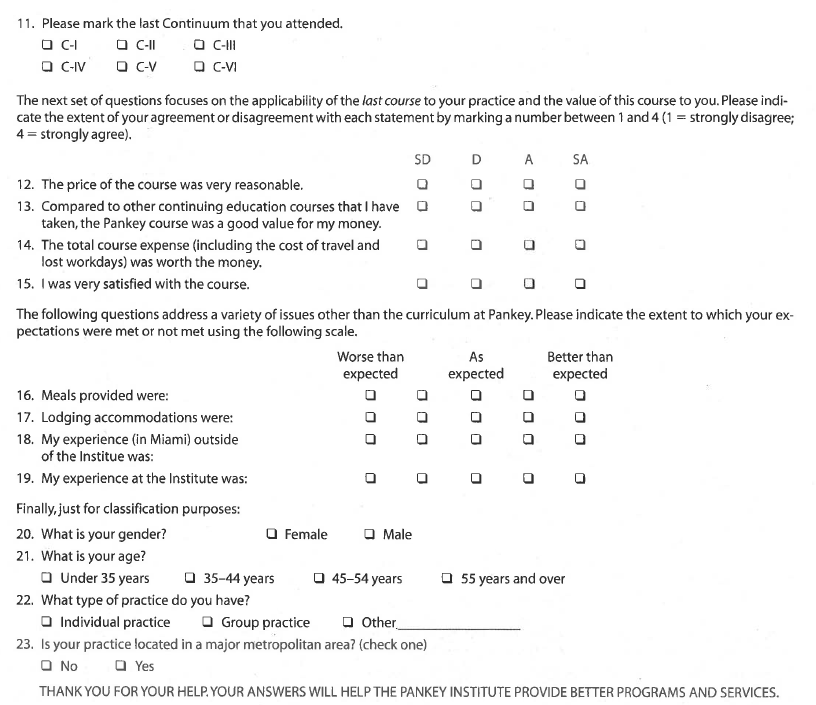 11. Please mark the last Continuum that you attended.
❑ C-I ❑ C-II ❑ C-III
❑ C-IV ❑ C-V ❑ C-VI
The next set of questions focuses on the applicability of the last course to your practice and the value of this course to you. Please indi-
cate the extent of your agreement or disagreement with each statement by marking a number between 1 and 4 (1 = strongly disagree;
4 = strongly agree).
SD D A SA
12. The price of the course was very reasonable. ❑ ❑ ❑ ❑
13. Compared to other continuing education courses that I have ❑ ❑ ❑ ❑
taken, the Pankey course was a good value for my money.
14. The total course expense (including the cost of travel and ❑ ❑ ❑ ❑
lost workdays) was worth the money.
15. I was very satisfied with the course. ❑ ❑ ❑ ❑
The following questions address a variety of issues other than the curriculum at Pankey. Please indicate the extent to which your ex-
pectations were met or not met using the following scale.
Worse than As Better than
expected expected expected
16. Meals provided were: ❑ ❑ ❑ ❑ ❑
17. Lodging accommodations were: ❑ ❑ ❑ ❑ ❑
18. My experience (in Miami) outside ❑ ❑ ❑ ❑ ❑
of the Institue was:
19. My experience at the Institute was: ❑ ❑ ❑ ❑ ❑
Finally, just for classification purposes:
20. What is your gender? ❑ Female ❑ Male
21. What is your age?
❑ Under 35 years ❑ 35–44 years ❑ 45–54 years ❑ 55 years and over
22. What type of practice do you have?
❑ Individual practice ❑ Group practice ❑ Other_______________
23. Is your practice located in a major metropolitan area? (check one)
❑ No ❑ Yes
THANK YOU FOR YOUR HELP. YOUR ANSWERS WILL HELP THE PANKEY INSTITUTE PROVIDE BETTER PROGRAMS AND SERVICES.